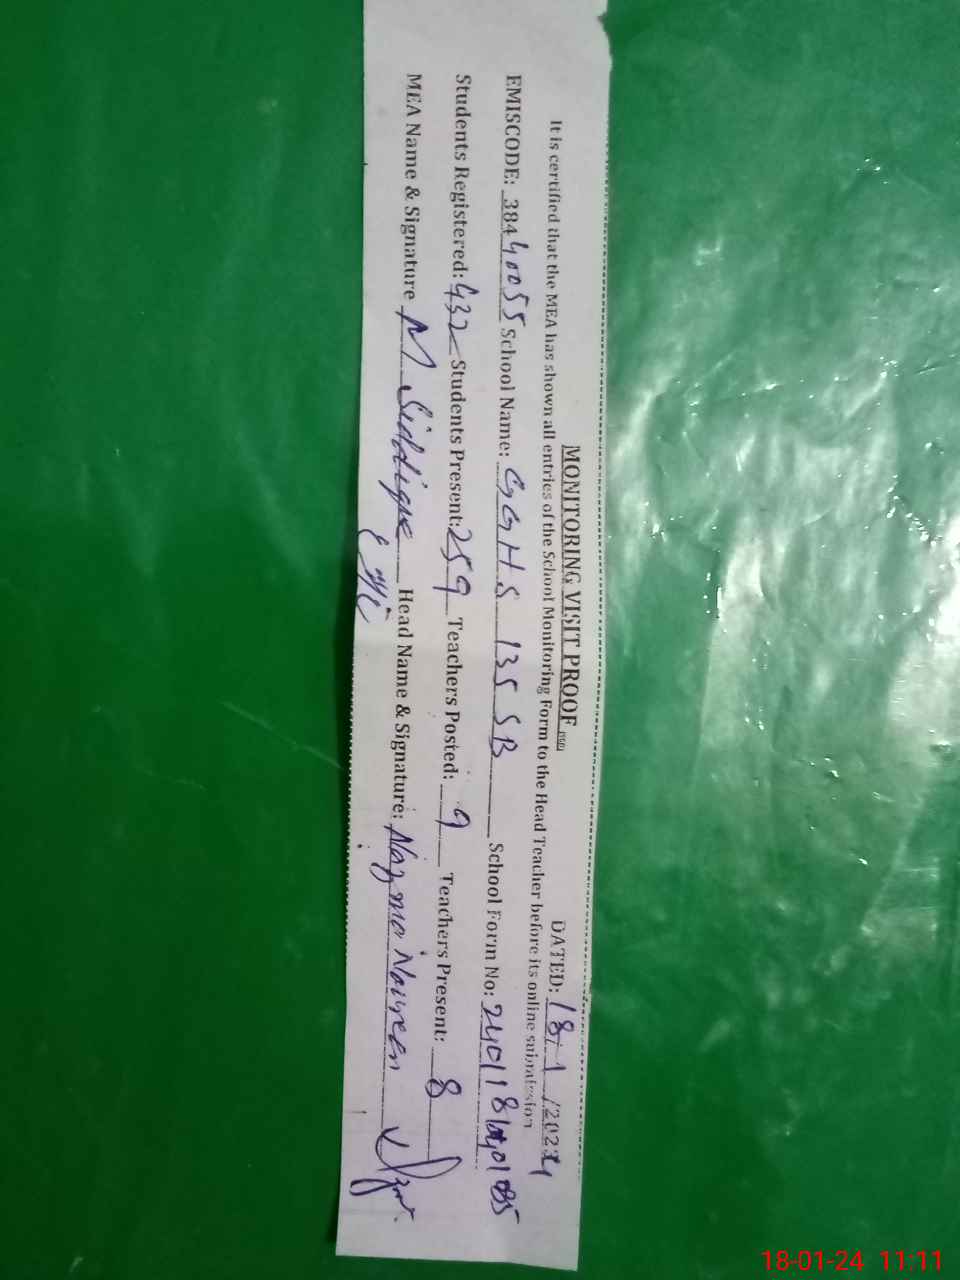 MONITORING VISIT PROOF
DATED: 18-1/2024
It is certified that the MEA has shown all entries of the School Monitoring Form to the Head Teacher before its online submission
EMISCODE: 38440055 School Name: GGHS 135 SB School Form No: 240118
Students Registered: 432 Students Present: 259 Teachers Posted: 9 Teachers Present: 8
MEA Name & Signature M Siddique Head Name & Signature: Nazma Nasreen
18-01-24 11:11